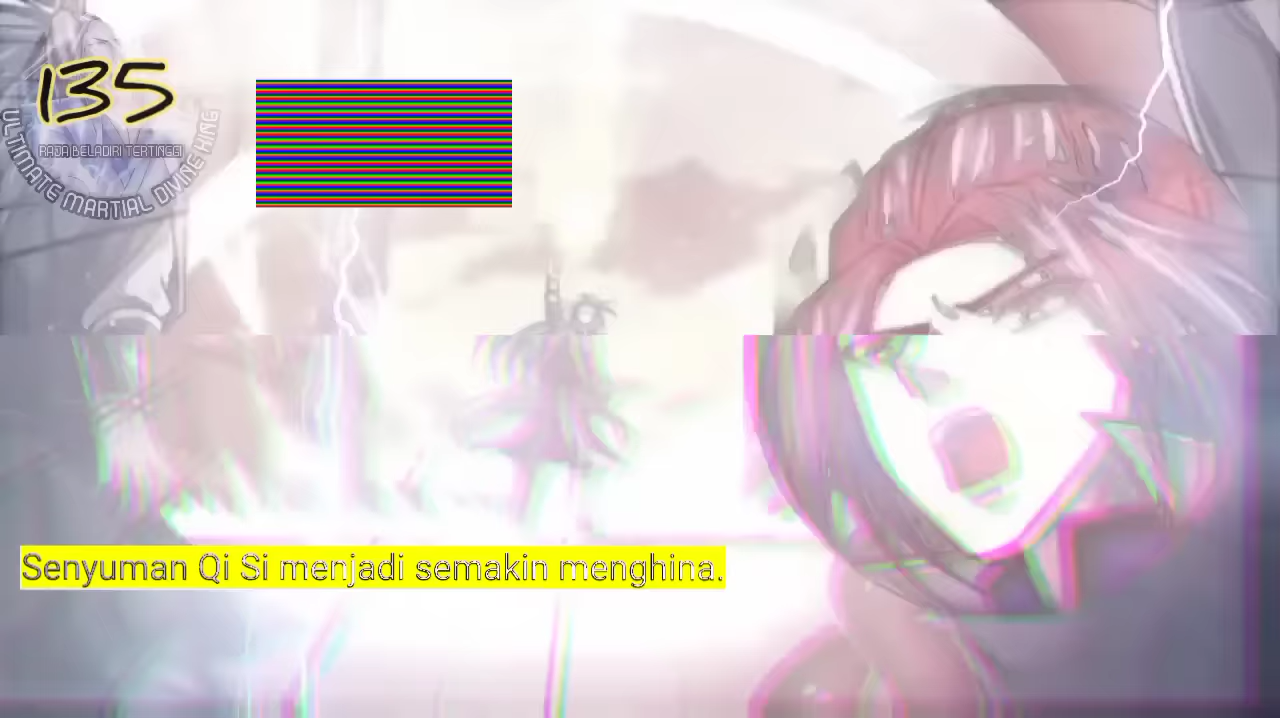 135
RAJA BELADIRI TERTINGGI
ULTIMATE MARTIAL DIVINE KING
Senyuman Qi Si menjadi semakin menghina.